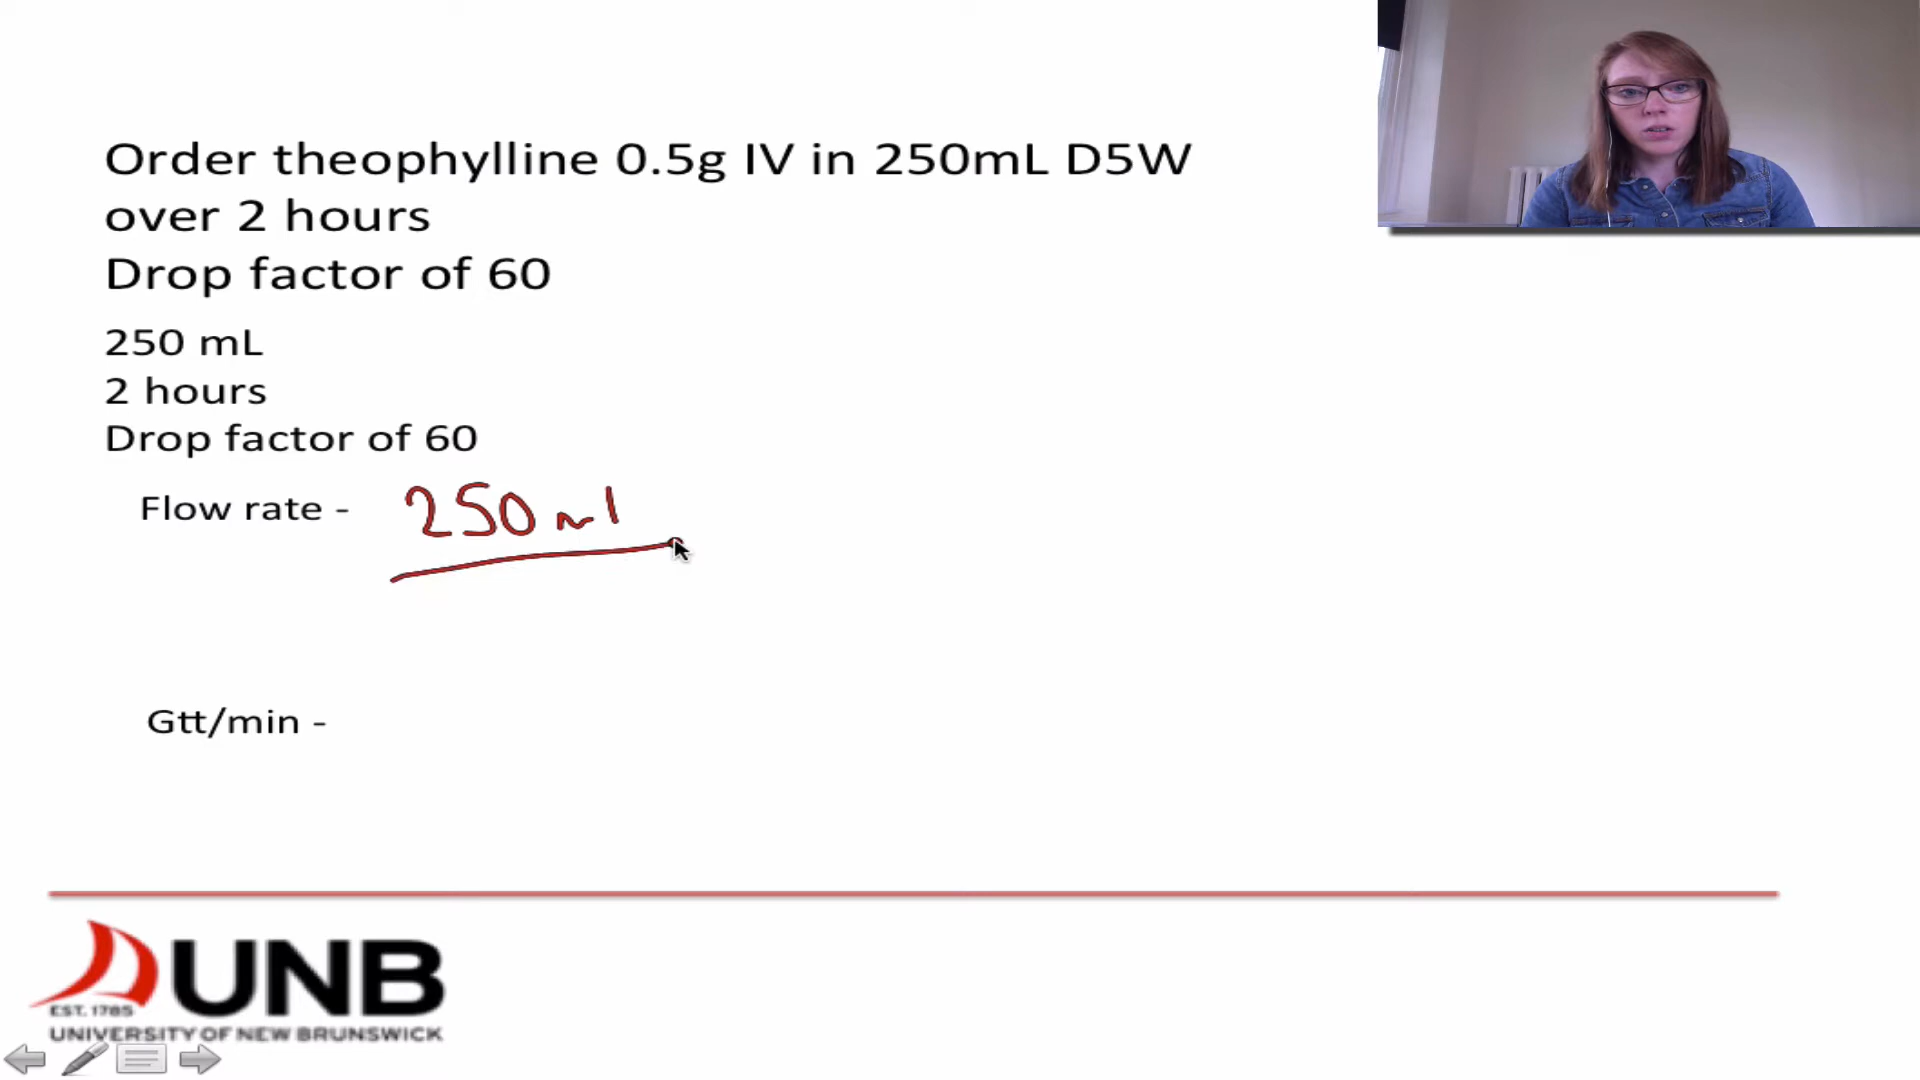 Order theophylline 0.5g IV in 250mL D5W
over 2 hours
Drop factor of 60
250 mL
2 hours
Drop factor of 60
Flow rate - 250 ml
Gtt/min -
UNB
EST. 1785
UNIVERSITY OF NEW BRUNSWICK